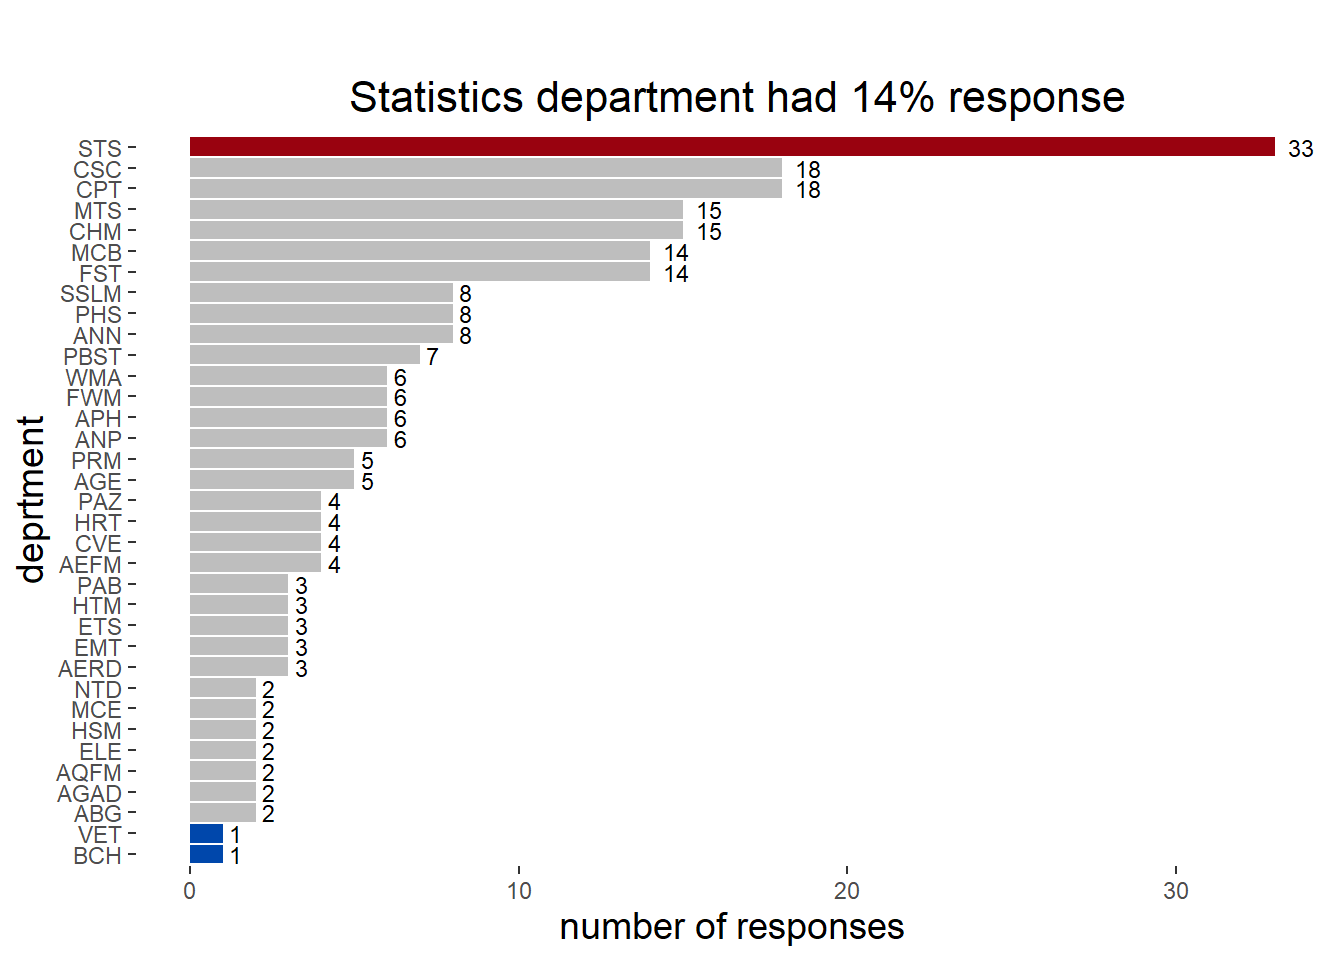 Statistics department had 14% response
deprtment
STS 33
CSC 18
CPT 18
MTS 15
CHM 15
MCB 14
FST 14
SSLM 8
PHS 8
ANN 8
PBST 7
WMA 6
FWM 6
APH 6
ANP 6
PRM 5
AGE 5
PAZ 4
HRT 4
CVE 4
AEFM 4
PAB 3
HTM 3
ETS 3
EMT 3
AERD 3
NTD 2
MCE 2
HSM 2
ELE 2
AQFM 2
AGAD 2
ABG 2
VET 1
BCH 1
0 10 20 30
number of responses